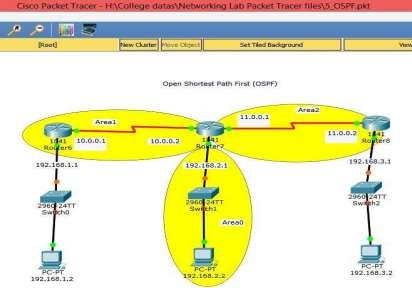 Cisco Packet Tracer - H:\College datas\Networking Lab Packet Tracer files\5_OSPF.pkt
[Root]
New Cluster
Move Object
Set Tiled Background
View
Open Shortest Path First (OSPF)
Area1
Area2
11.0.0.1
1841
Router6
10.0.0.1
10.0.0.2
1841
Router7
11.0.0.2
1841
Router8
192.168.1.1
192.168.2.1
192.168.3.1
2960-24TT
Switch0
2960-24TT
Switch1
2960-24TT
Switch2
Area0
PC-PT
192.168.1.2
PC-PT
192.168.2.2
PC-PT
192.168.3.2